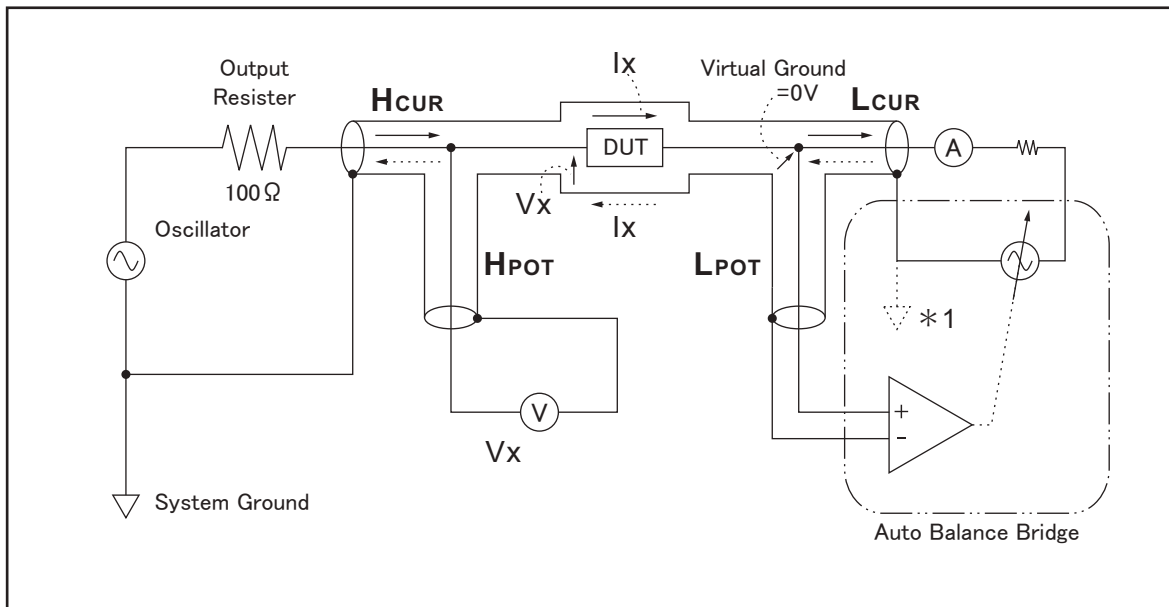 Output
Resister
100Ω
Oscillator
System Ground
HCUR
Ix
DUT
Vx
Ix
Virtual Ground
=0V
LCUR
A
HPOT
LPOT
V
Vx
*1
+
-
Auto Balance Bridge